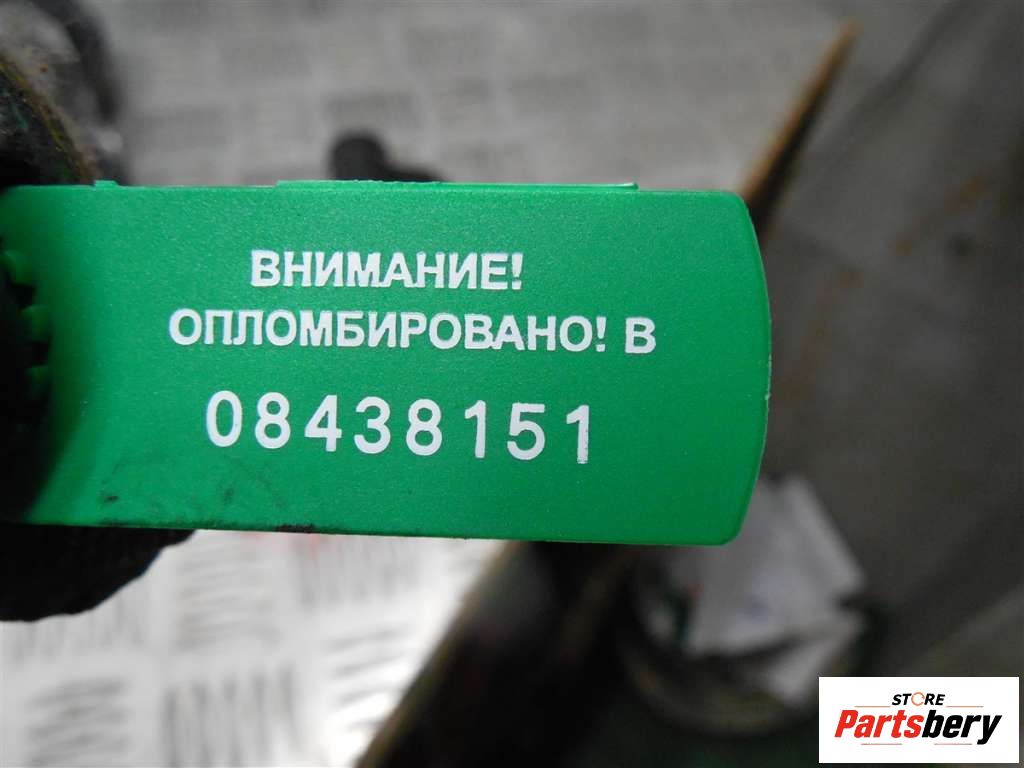 ВНИМАНИЕ!
ОПЛОМБИРОВАНО! В
08438151
STORE
Partsbery